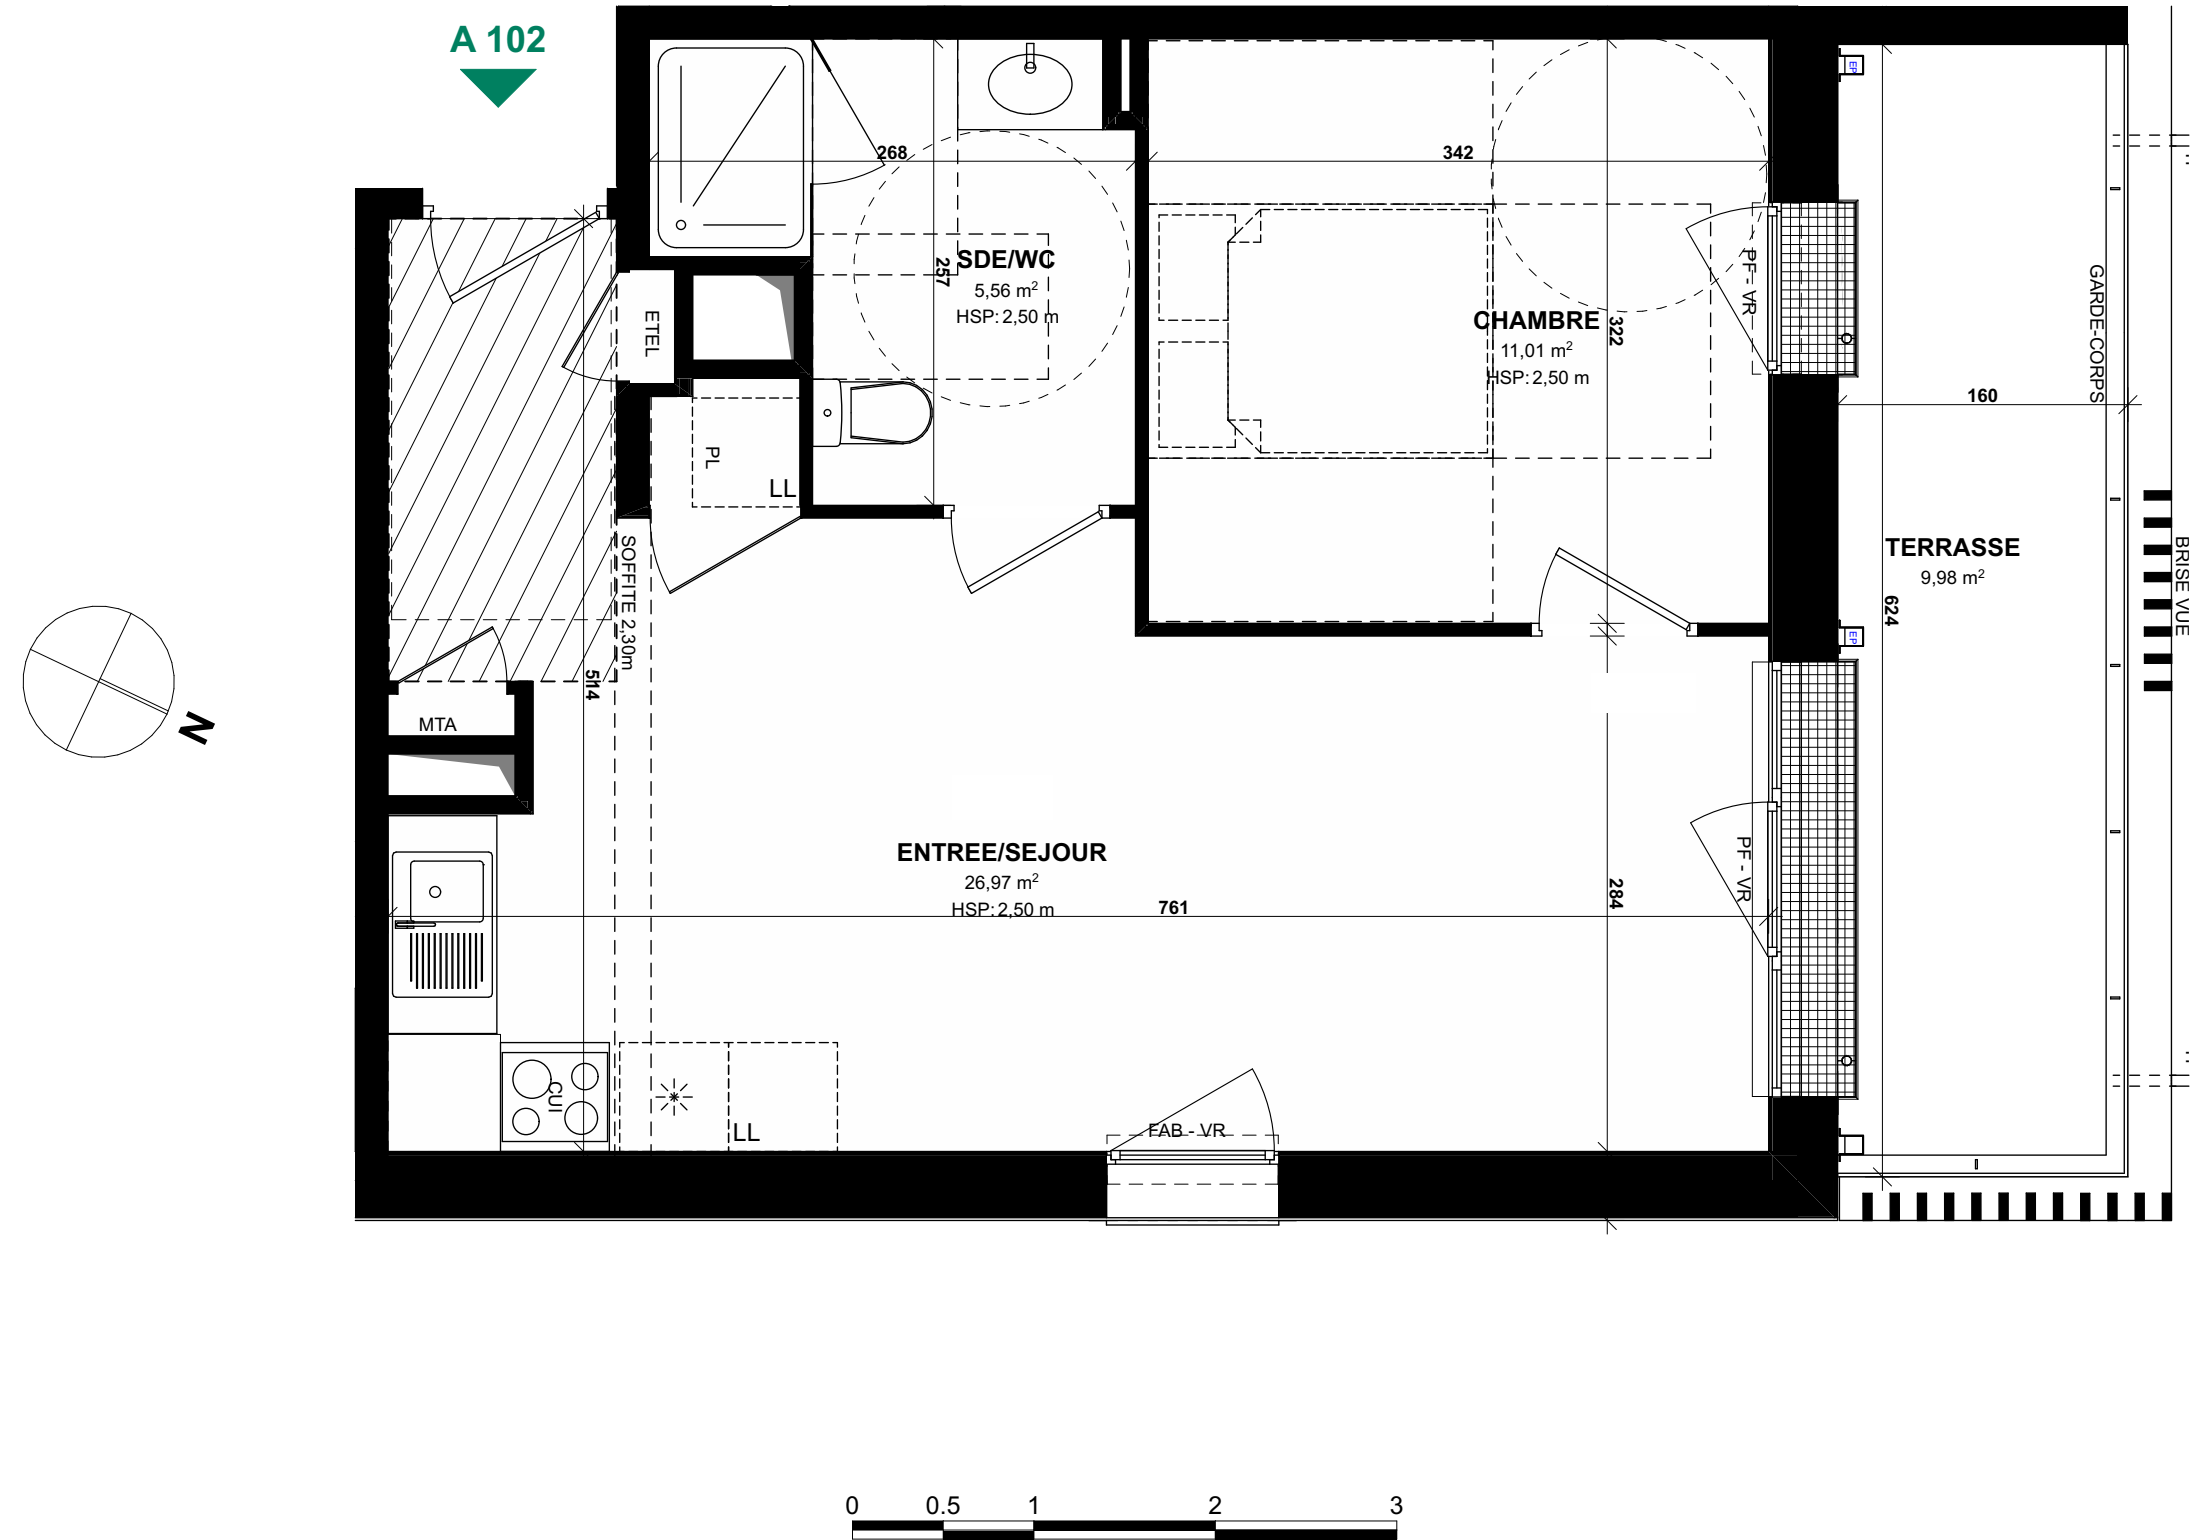 A 102
268
342
EP
SDE/WC
5,56 m²
HSP: 2,50 m
257
PF - VR
ETEL
CHAMBRE
11,01 m²
HSP: 2,50 m
322
GARDE-CORPS
160
PL
LL
SOFFITE 2,30m
TERRASSE
9,98 m²
624
BRISE VUE
EP
514
N
MTA
ENTREE/SEJOUR
26,97 m²
HSP: 2,50 m
761
284
PF - VR
CUI
LL
FAB - VR
0 0.5 1 2 3